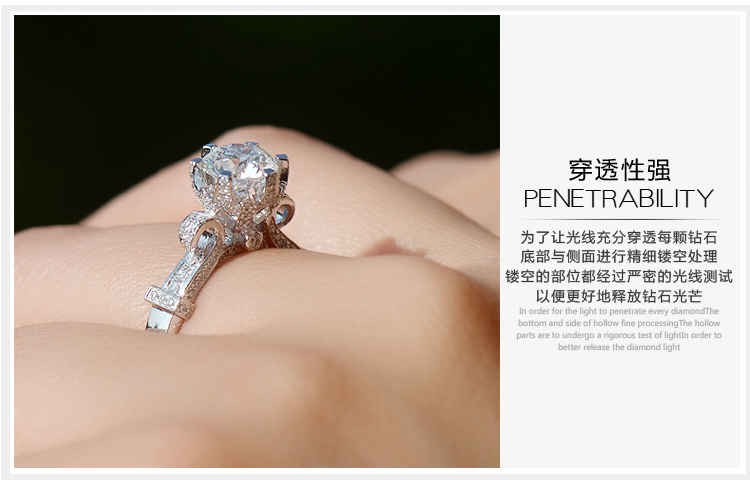 穿透性强
PENETRABILITY
为了让光线充分穿透每颗钻石
底部与侧面进行精细镂空处理
镂空的部位都经过严密的光线测试
以便更好地释放钻石光芒
In order for the light to penetrate every diamondThe
bottom and side of hollow fine processingThe hollow
parts are to undergo a rigorous test of lightIn order to
better release the diamond light